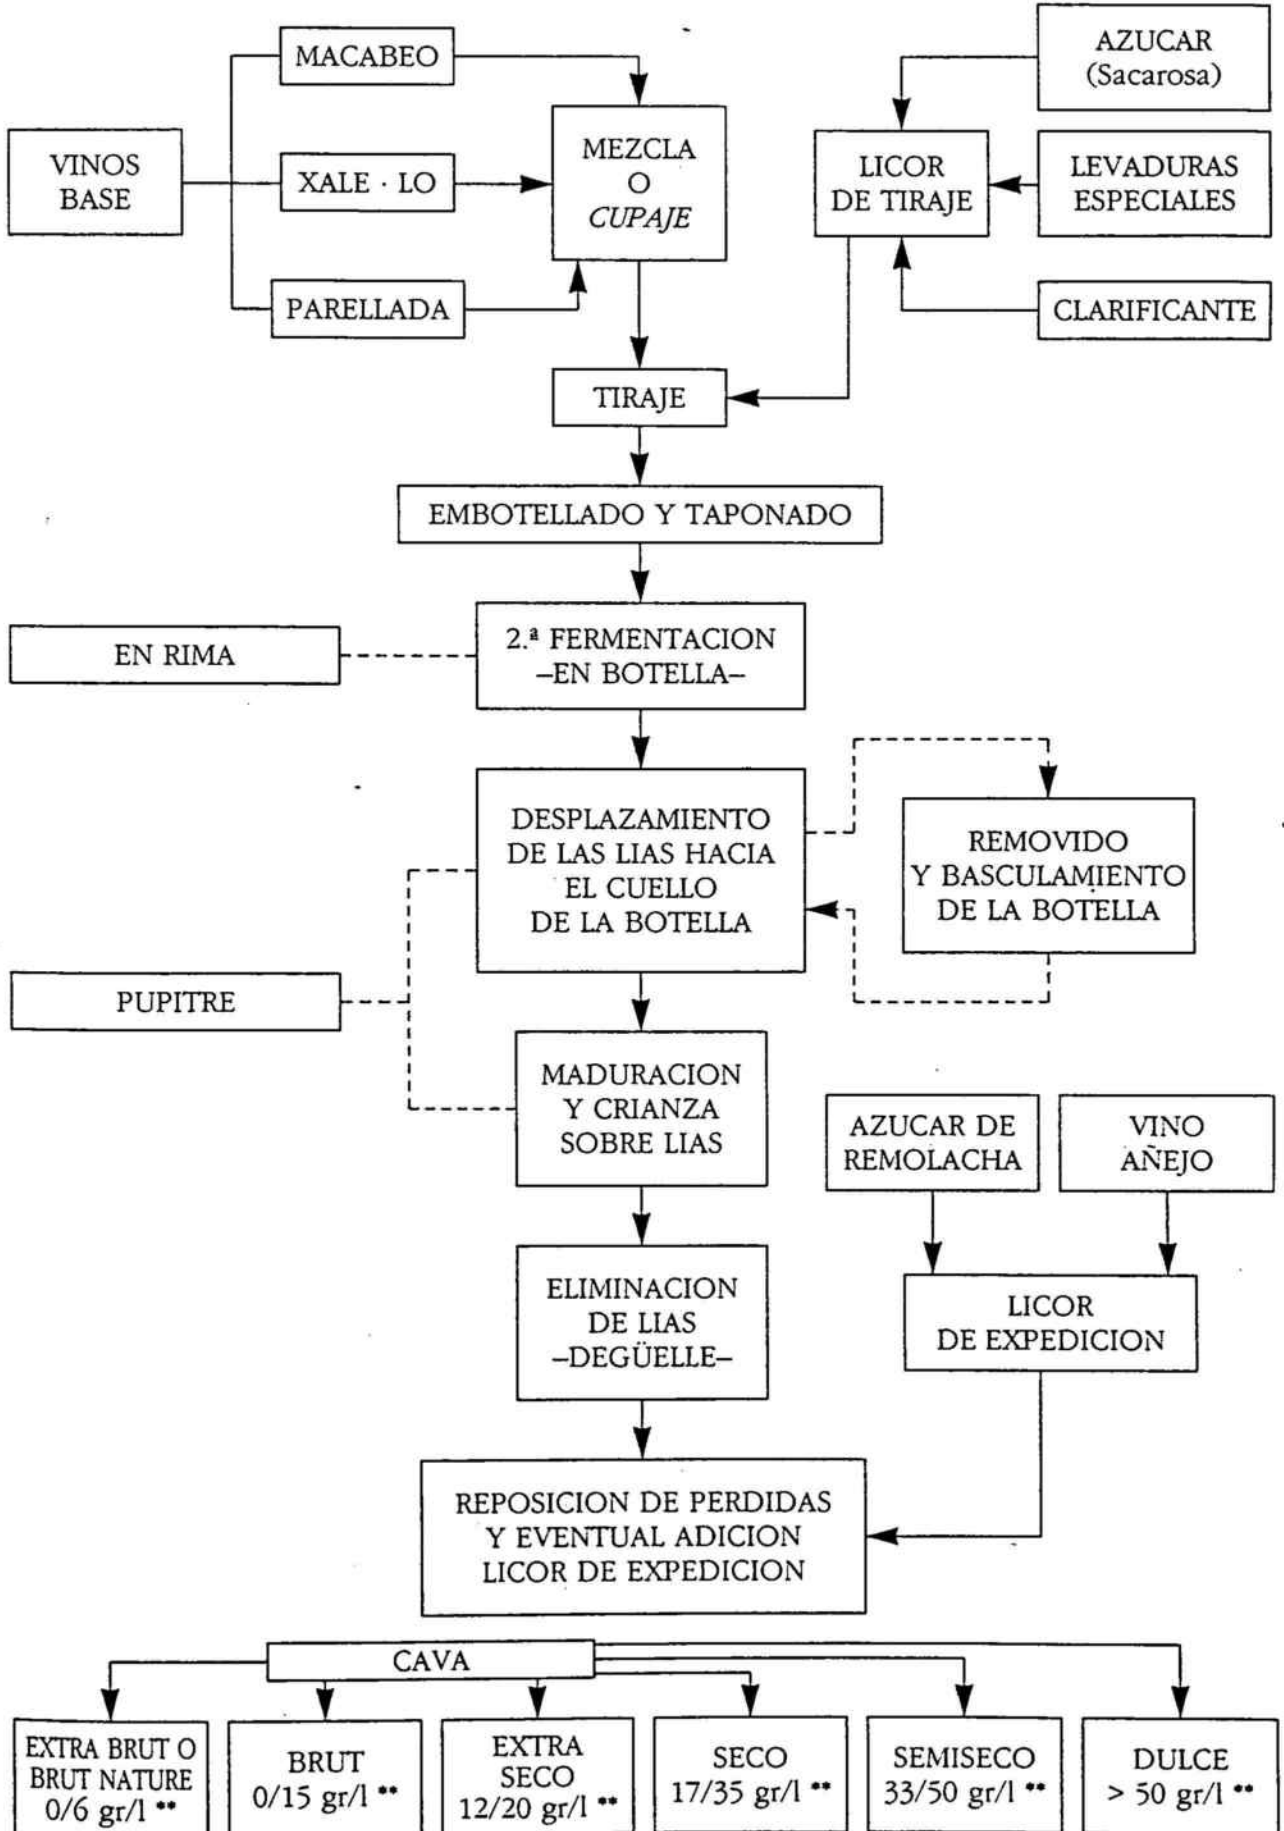 MACABEO
AZUCAR
(Sacarosa)
VINOS
BASE
XALE · LO
MEZCLA
O
CUPAJE
LICOR
DE TIRAJE
LEVADURAS
ESPECIALES
PARELLADA
CLARIFICANTE
TIRAJE
EMBOTELLADO Y TAPONADO
EN RIMA
2.ª FERMENTACION
–EN BOTELLA–
DESPLAZAMIENTO
DE LAS LIAS HACIA
EL CUELLO
DE LA BOTELLA
REMOVIDO
Y BASCULAMIENTO
DE LA BOTELLA
PUPITRE
MADURACION
Y CRIANZA
SOBRE LIAS
AZUCAR DE
REMOLACHA
VINO
AÑEJO
ELIMINACION
DE LIAS
–DEGÜELLE–
LICOR
DE EXPEDICION
REPOSICION DE PERDIDAS
Y EVENTUAL ADICION
LICOR DE EXPEDICION
CAVA
EXTRA BRUT O
BRUT NATURE
0/6 gr/l **
BRUT
0/15 gr/l **
EXTRA
SECO
12/20 gr/l **
SECO
17/35 gr/l **
SEMISECO
33/50 gr/l **
DULCE
> 50 gr/l **